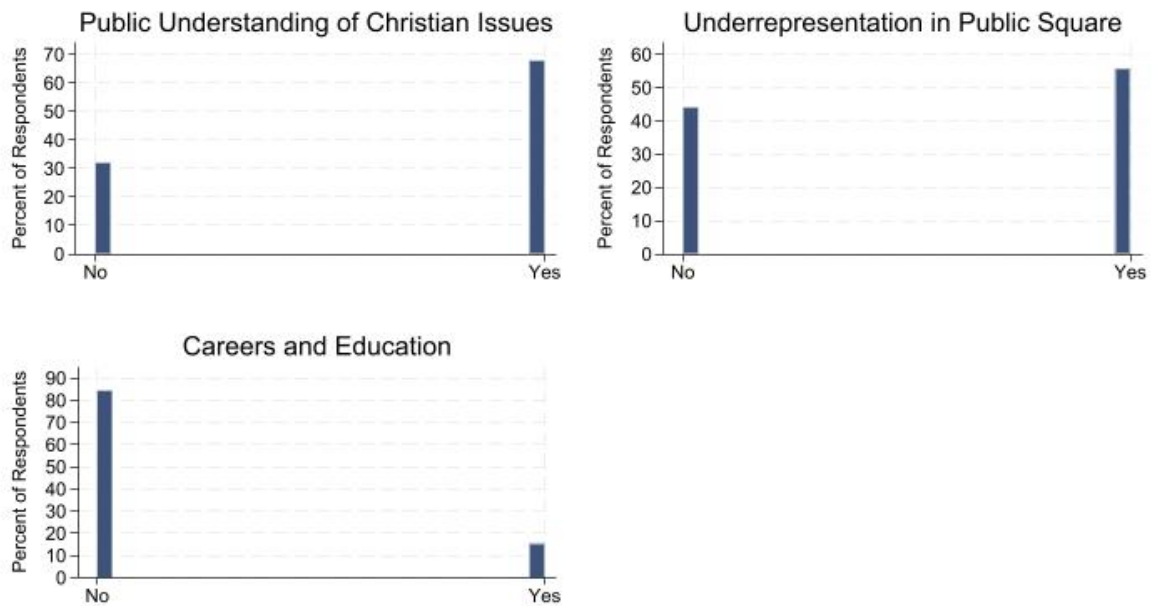 Public Understanding of Christian Issues
Percent of Respondents
70
60
50
40
30
20
10
0
No
Yes
Underrepresentation in Public Square
Percent of Respondents
60
50
40
30
20
10
0
No
Yes
Careers and Education
Percent of Respondents
90
80
70
60
50
40
30
20
10
0
No
Yes